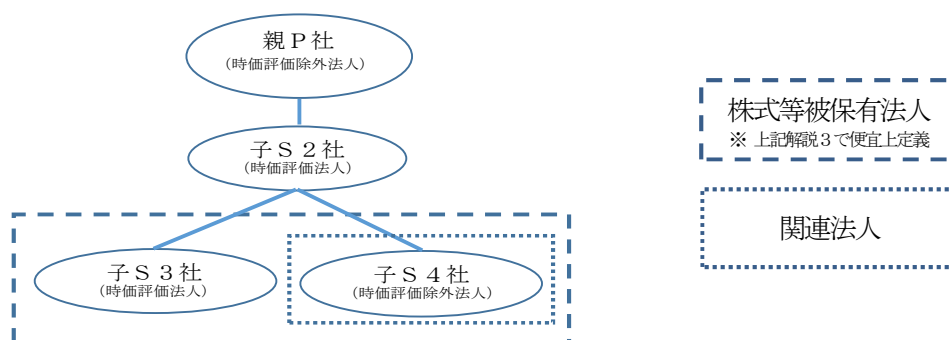 親Ｐ社
（時価評価除外法人）
子Ｓ２社
（時価評価法人）
子Ｓ３社
（時価評価法人）
子Ｓ４社
（時価評価除外法人）
株式等被保有法人
※ 上記解説３で便宜上定義
関連法人